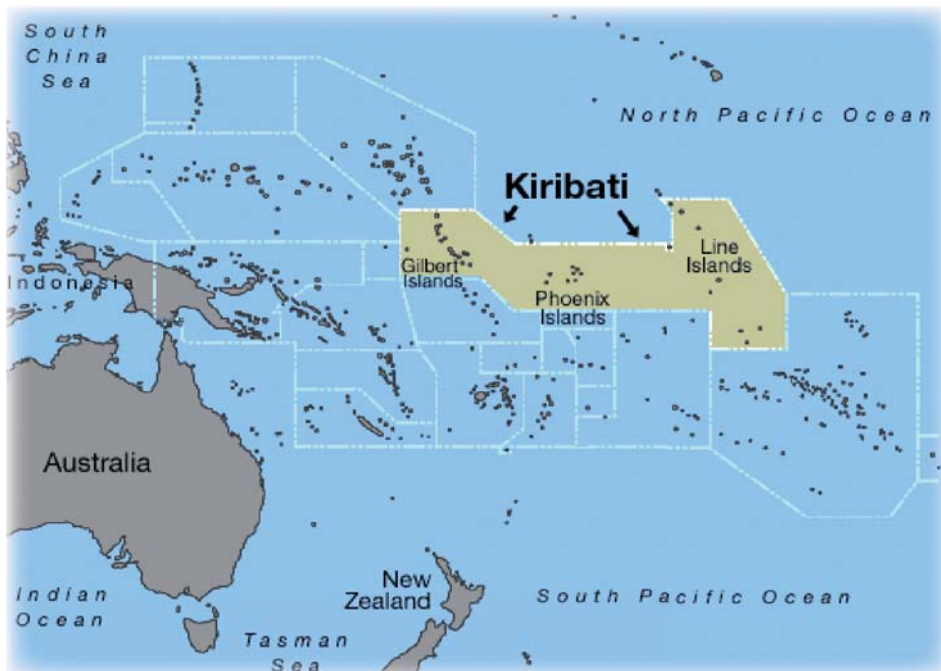 South
China
Sea
North Pacific Ocean
Kiribati
Line
Islands
Gilbert
Islands
Indonesia
Phoenix
Islands
Australia
New
Zealand
South Pacific Ocean
Indian
Ocean
Tasman
Sea